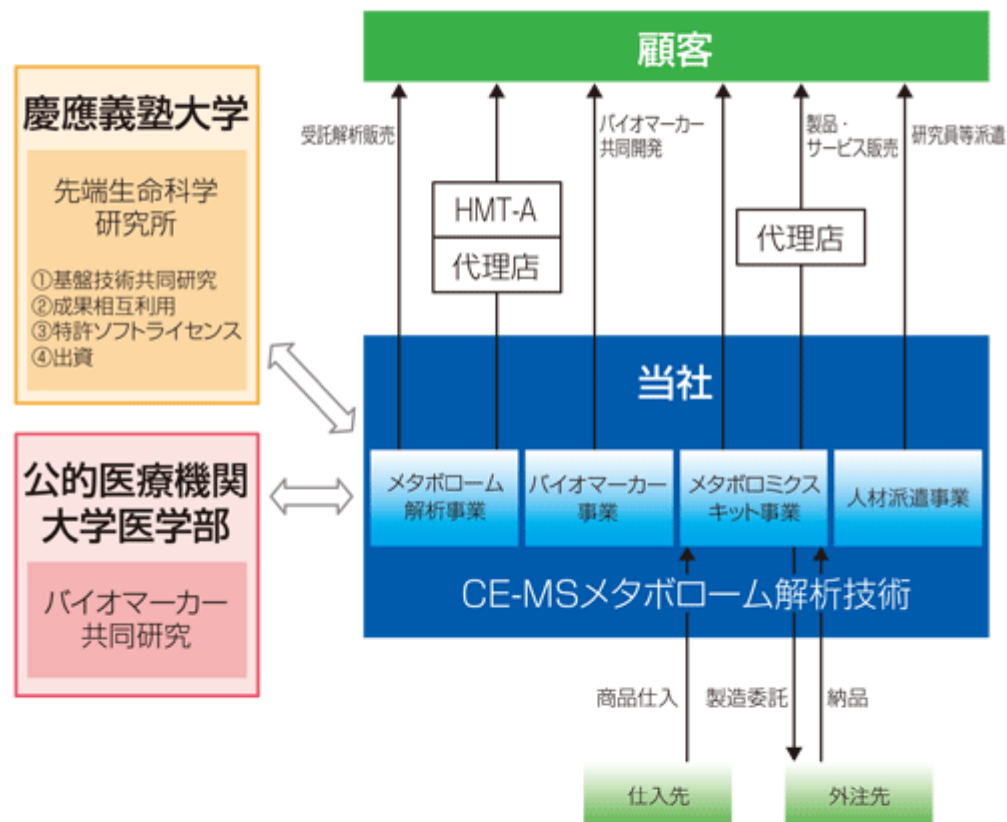 顧客
慶應義塾大学
先端生命科学
研究所
①基盤技術共同研究
②成果相互利用
③特許ソフトライセンス
④出資
公的医療機関
大学医学部
バイオマーカー
共同研究
受託解析販売
HMT-A
代理店
バイオマーカー
共同開発
製品・
サービス販売
代理店
研究員等派遣
当社
メタボローム
解析事業
バイオマーカー
事業
メタボロミクス
キット事業
人材派遣事業
CE-MSメタボローム解析技術
商品仕入
製造委託
納品
仕入先
外注先